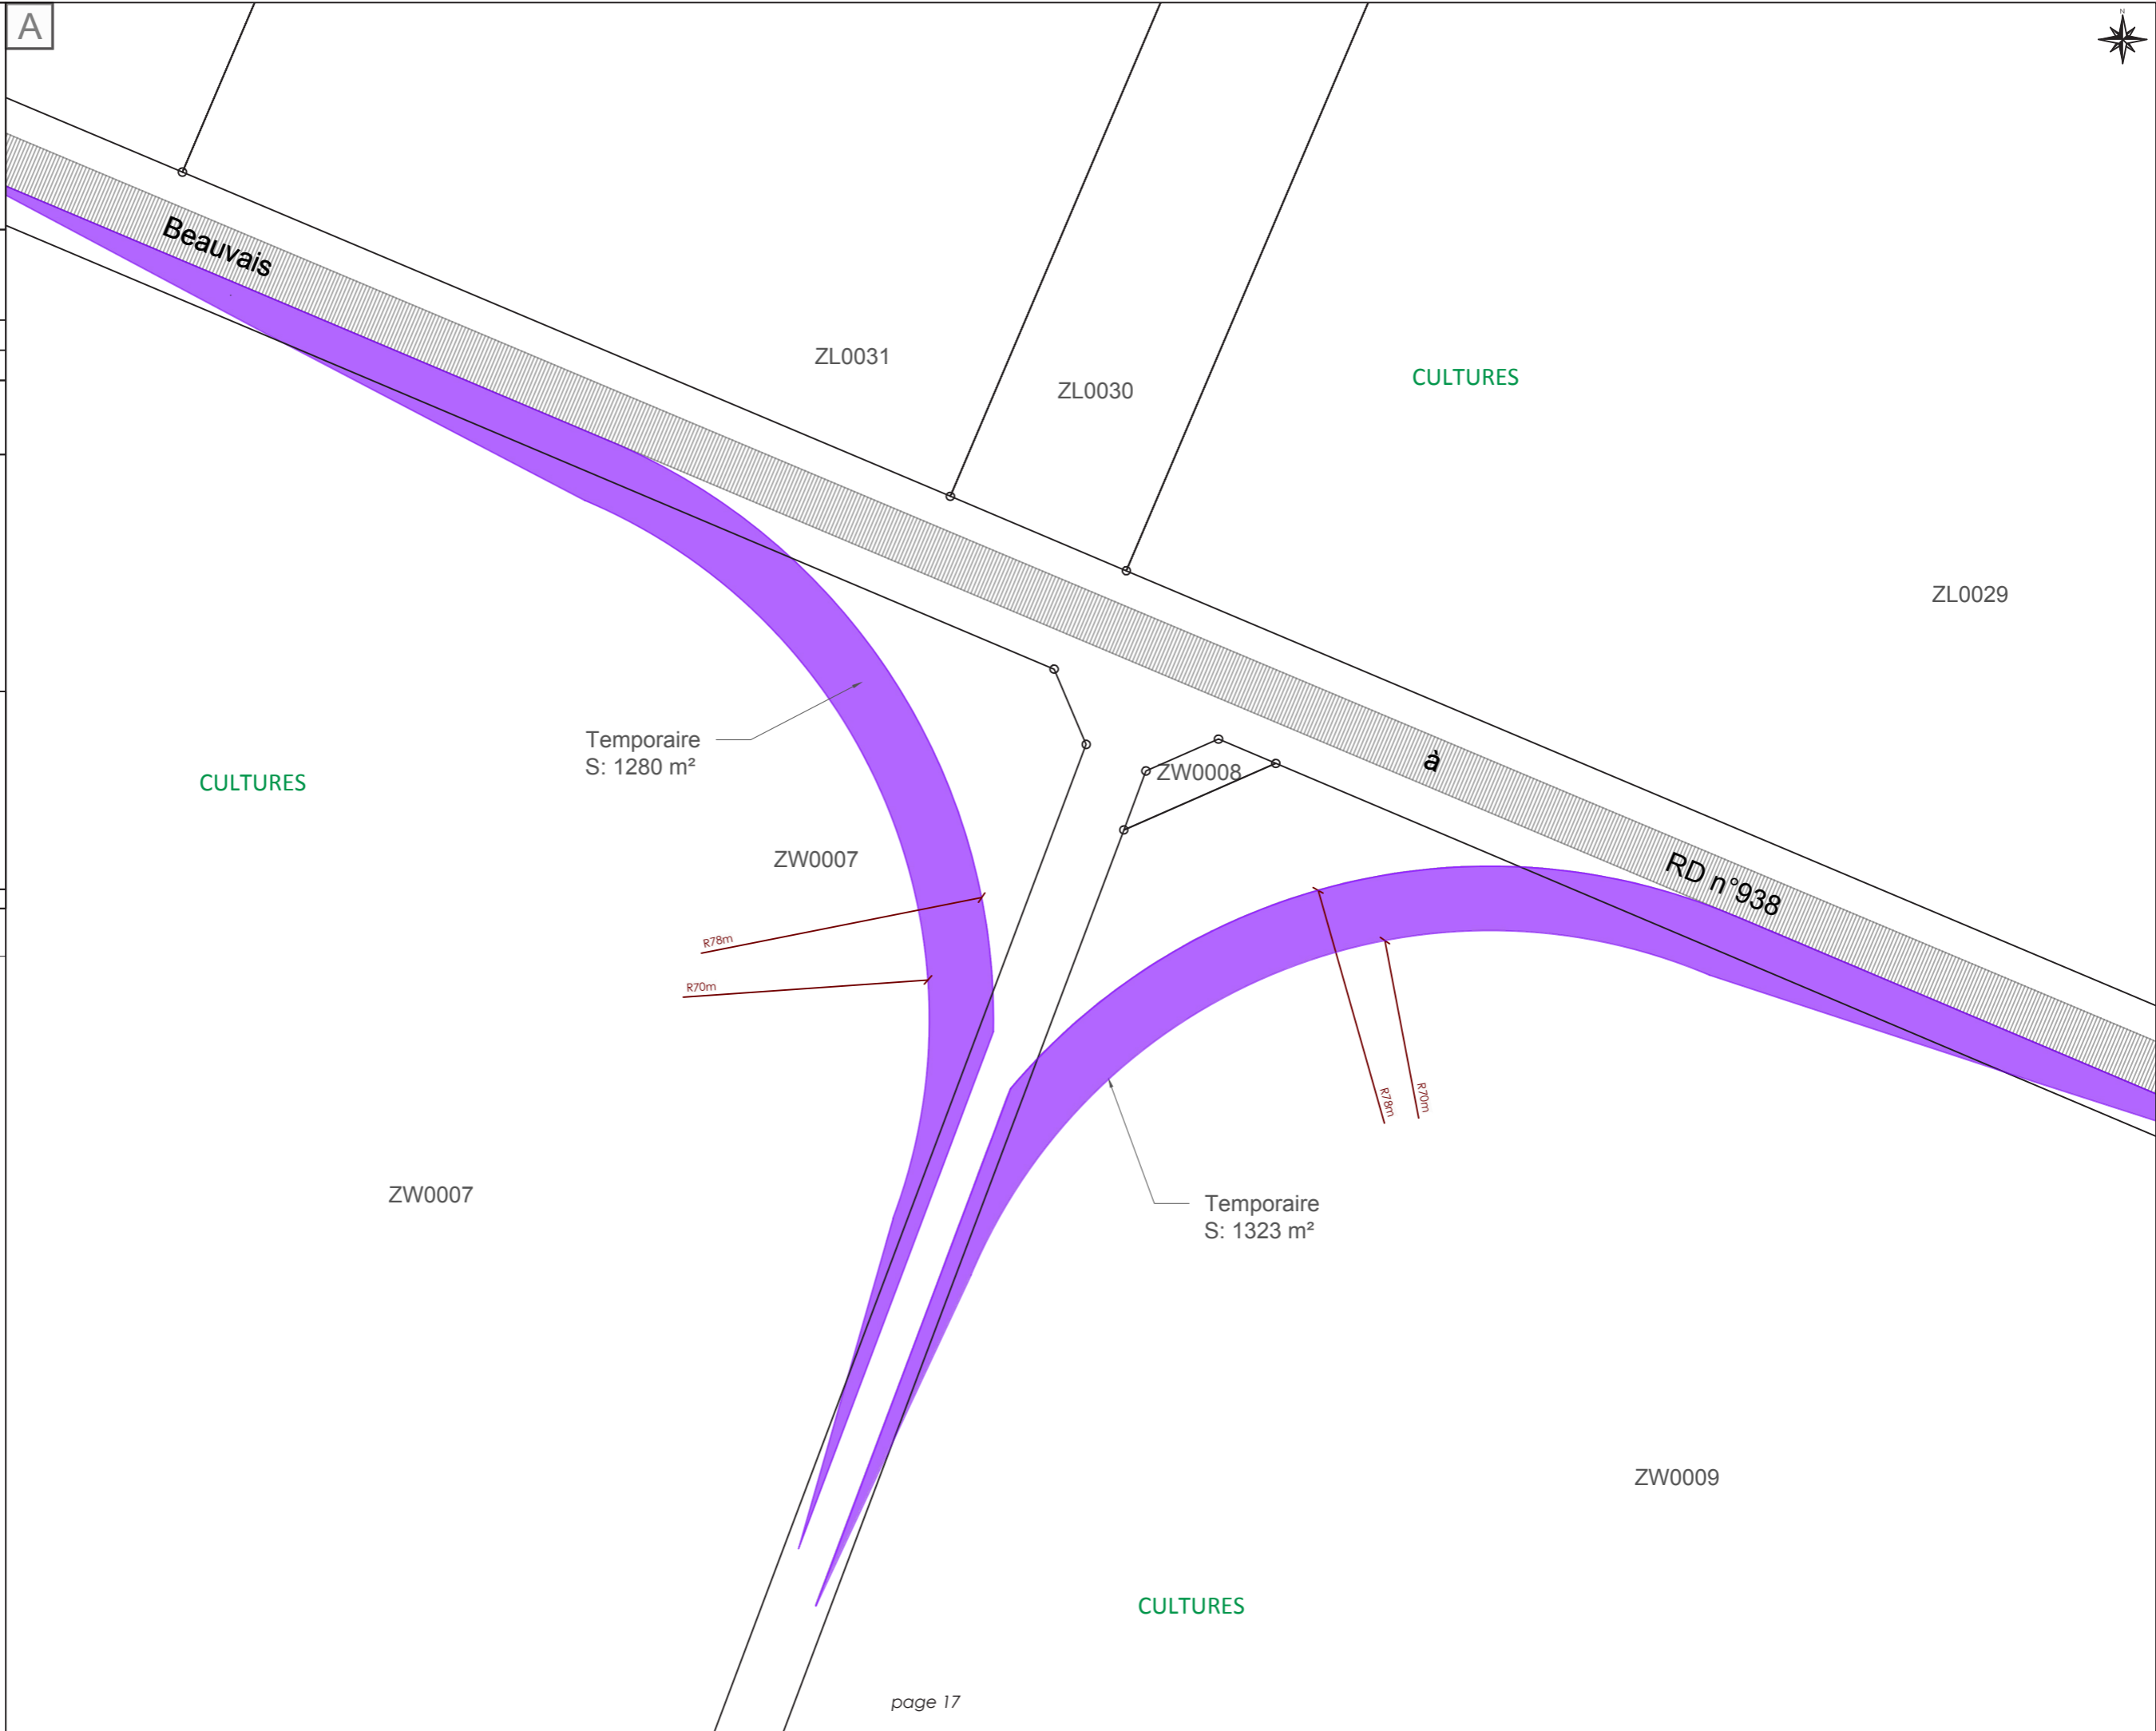 A
N
Beauvais
ZL0031
ZL0030
CULTURES
ZL0029
Temporaire
S: 1280 m²
CULTURES
ZW0008
à
ZW0007
RD n°938
R78m
R70m
R78m
R70m
ZW0007
Temporaire
S: 1323 m²
ZW0009
CULTURES
page 17